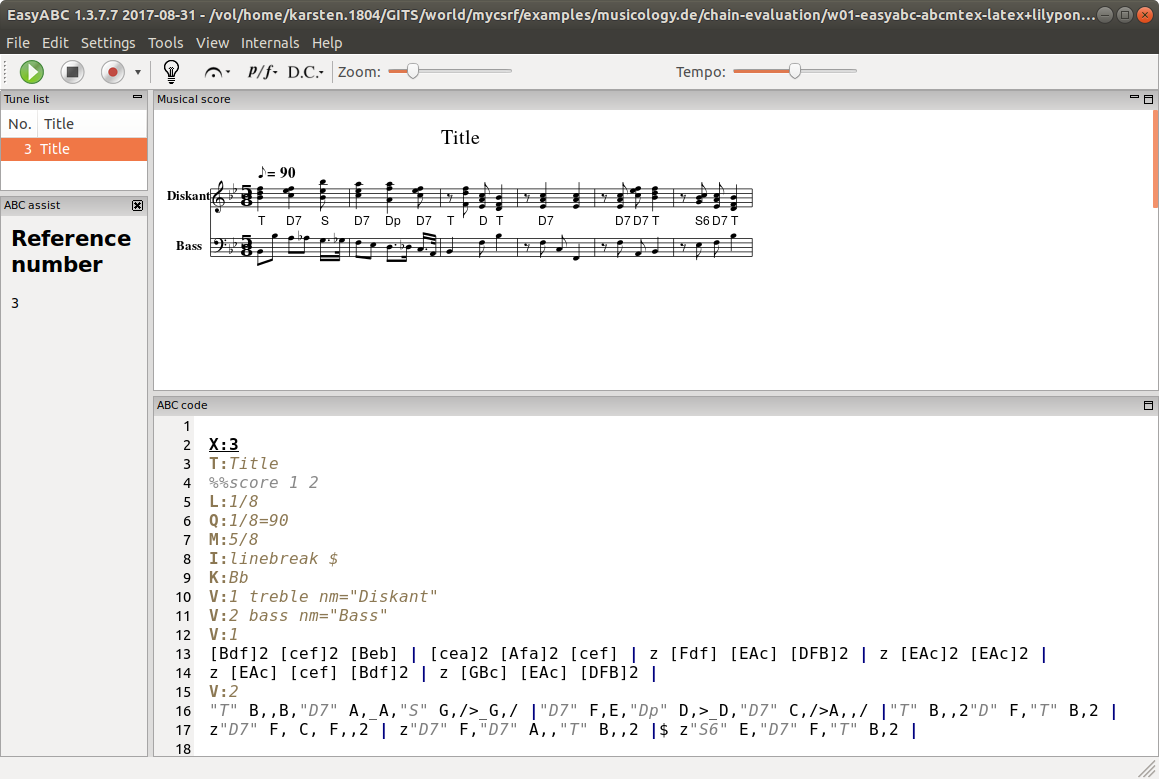 EasyABC 1.3.7.7 2017-08-31 - /vol/home/karsten.1804/GITS/world/mycsrf/examples/musicology.de/chain-evaluation/w01-easyabc-abcmtex-latex+lilypon...
File Edit Settings Tools View Internals Help
p/f D.C. Zoom: Tempo:
Tune list
No. Title
3 Title
ABC assist
Reference
number
3
Musical score
Title
♪= 90
Diskant
T D7 S D7 Dp D7 T D T D7 D7 D7 T S6 D7 T
Bass
ABC code
1
2 X:3
3 T:Title
4 %%score 1 2
5 L:1/8
6 Q:1/8=90
7 M:5/8
8 I:linebreak $
9 K:Bb
10 V:1 treble nm="Diskant"
11 V:2 bass nm="Bass"
12 V:1
13 [Bdf]2 [cef]2 [Beb] | [cea]2 [Afa]2 [cef] | z [Fdf] [EAc] [DFB]2 | z [EAc]2 [EAc]2 |
14 z [EAc] [cef] [Bdf]2 | z [GBc] [EAc] [DFB]2 |
15 V:2
16 "T" B,,B,"D7" A,_A,"S" G,/>_G,/ |"D7" F,E,"Dp" D,>_D,"D7" C,/>A,,/ |"T" B,,2"D" F,"T" B,2 |
17 z"D7" F, C, F,,2 | z"D7" F,"D7" A,,"T" B,,2 |$ z"S6" E,"D7" F,"T" B,2 |
18